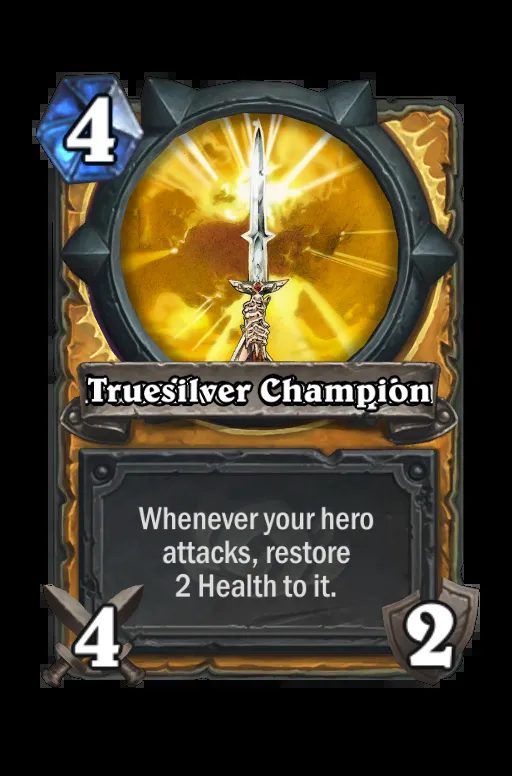 4
Truesilver Champion
Whenever your hero
attacks, restore
2 Health to it.
4
2